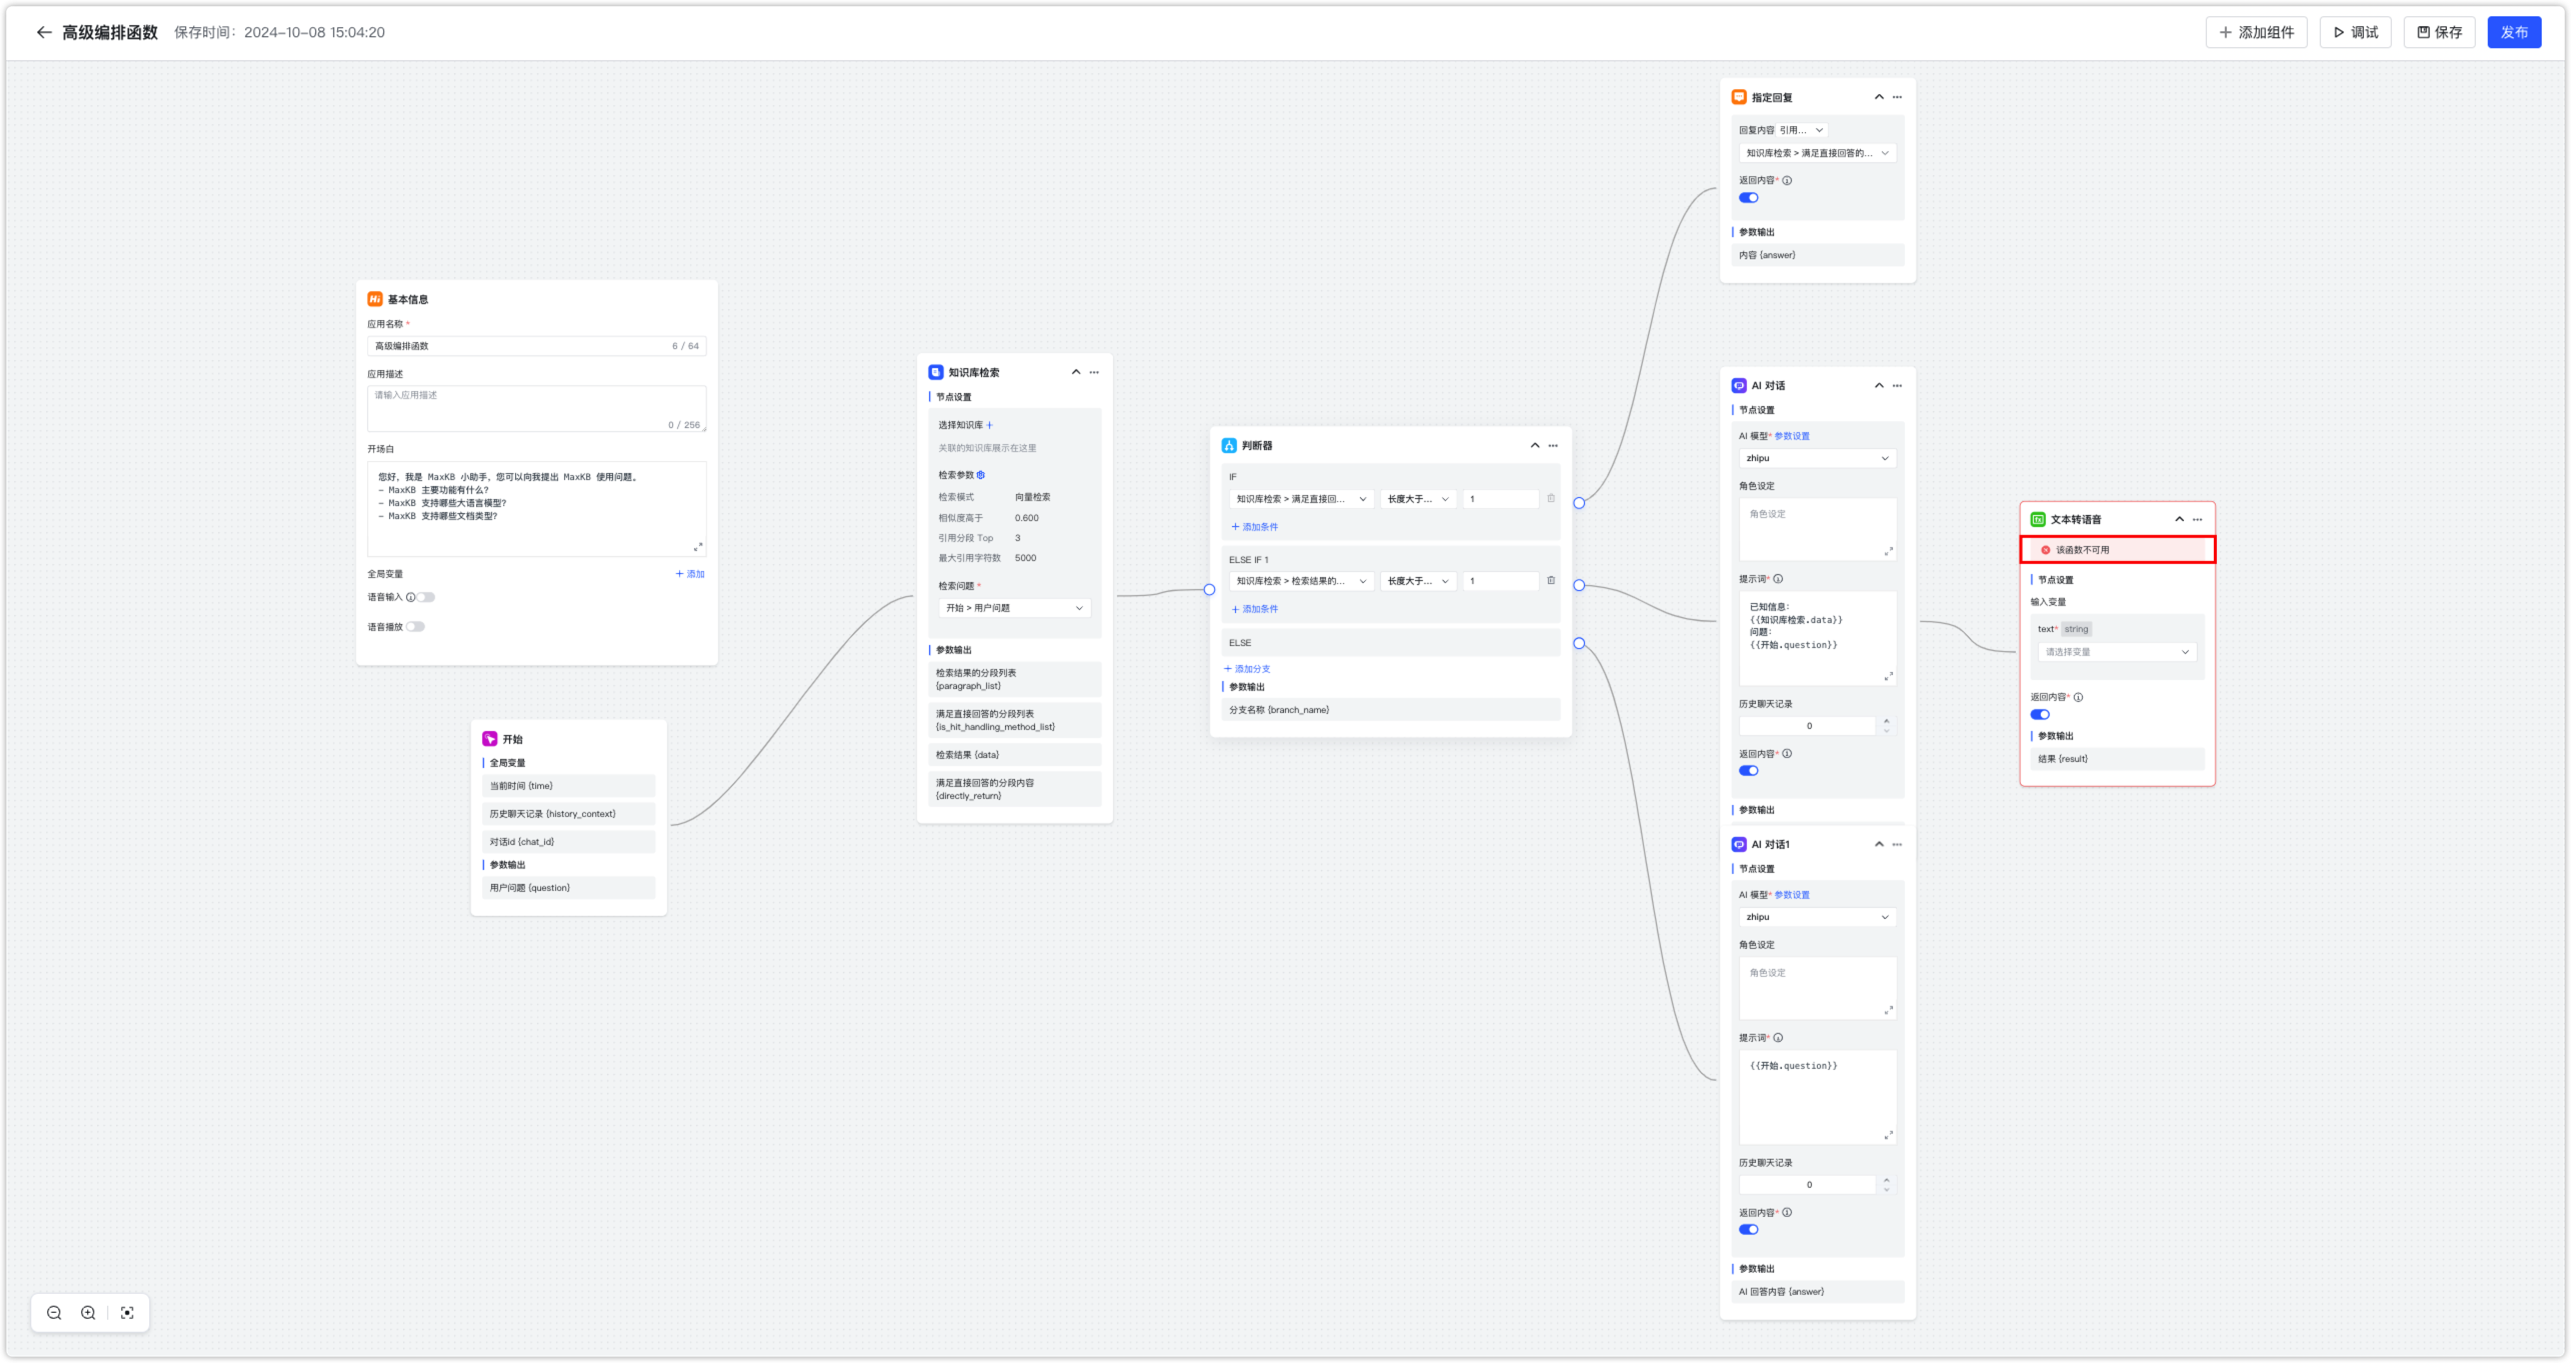 高级编排函数 保存时间：2024-10-08 15:04:20
添加组件
调试
保存
发布
基本信息
应用名称 *
高级编排函数 6 / 64
应用描述
请输入应用描述
0 / 256
开场白
您好，我是 MaxKB 小助手，您可以向我提出 MaxKB 使用问题。
- MaxKB 主要功能有什么？
- MaxKB 支持哪些大语言模型？
- MaxKB 支持哪些文档类型？
全局变量 + 添加
语音输入
语音播放
开始
全局变量
当前时间 {time}
历史聊天记录 {history_context}
对话id {chat_id}
参数输出
用户问题 {question}
知识库检索
节点设置
选择知识库 +
关联的知识库展示在这里
检索参数
检索模式 向量检索
相似度高于 0.600
引用分段 Top 3
最大引用字符数 5000
检索问题 *
开始 > 用户问题
参数输出
检索结果的分段列表
{paragraph_list}
满足直接回答的分段列表
{is_hit_handling_method_list}
检索结果 {data}
满足直接回答的分段内容
{directly_return}
判断器
IF
知识库检索 > 满足直接回... 长度大于... 1
+ 添加条件
ELSE IF 1
知识库检索 > 检索结果的... 长度大于... 1
+ 添加条件
ELSE
+ 添加分支
参数输出
分支名称 {branch_name}
指定回复
回复内容 引用...
知识库检索 > 满足直接回答的...
返回内容*
参数输出
内容 {answer}
AI 对话
节点设置
AI 模型* 参数设置
zhipu
角色设定
角色设定
提示词*
已知信息：
{{知识库检索.data}}
问题：
{{开始.question}}
历史聊天记录
0
返回内容*
参数输出
AI 对话1
节点设置
AI 模型* 参数设置
zhipu
角色设定
角色设定
提示词*
{{开始.question}}
历史聊天记录
0
返回内容*
参数输出
AI 回答内容 {answer}
文本转语音
该函数不可用
节点设置
输入变量
text* string
请选择变量
返回内容*
参数输出
结果 {result}